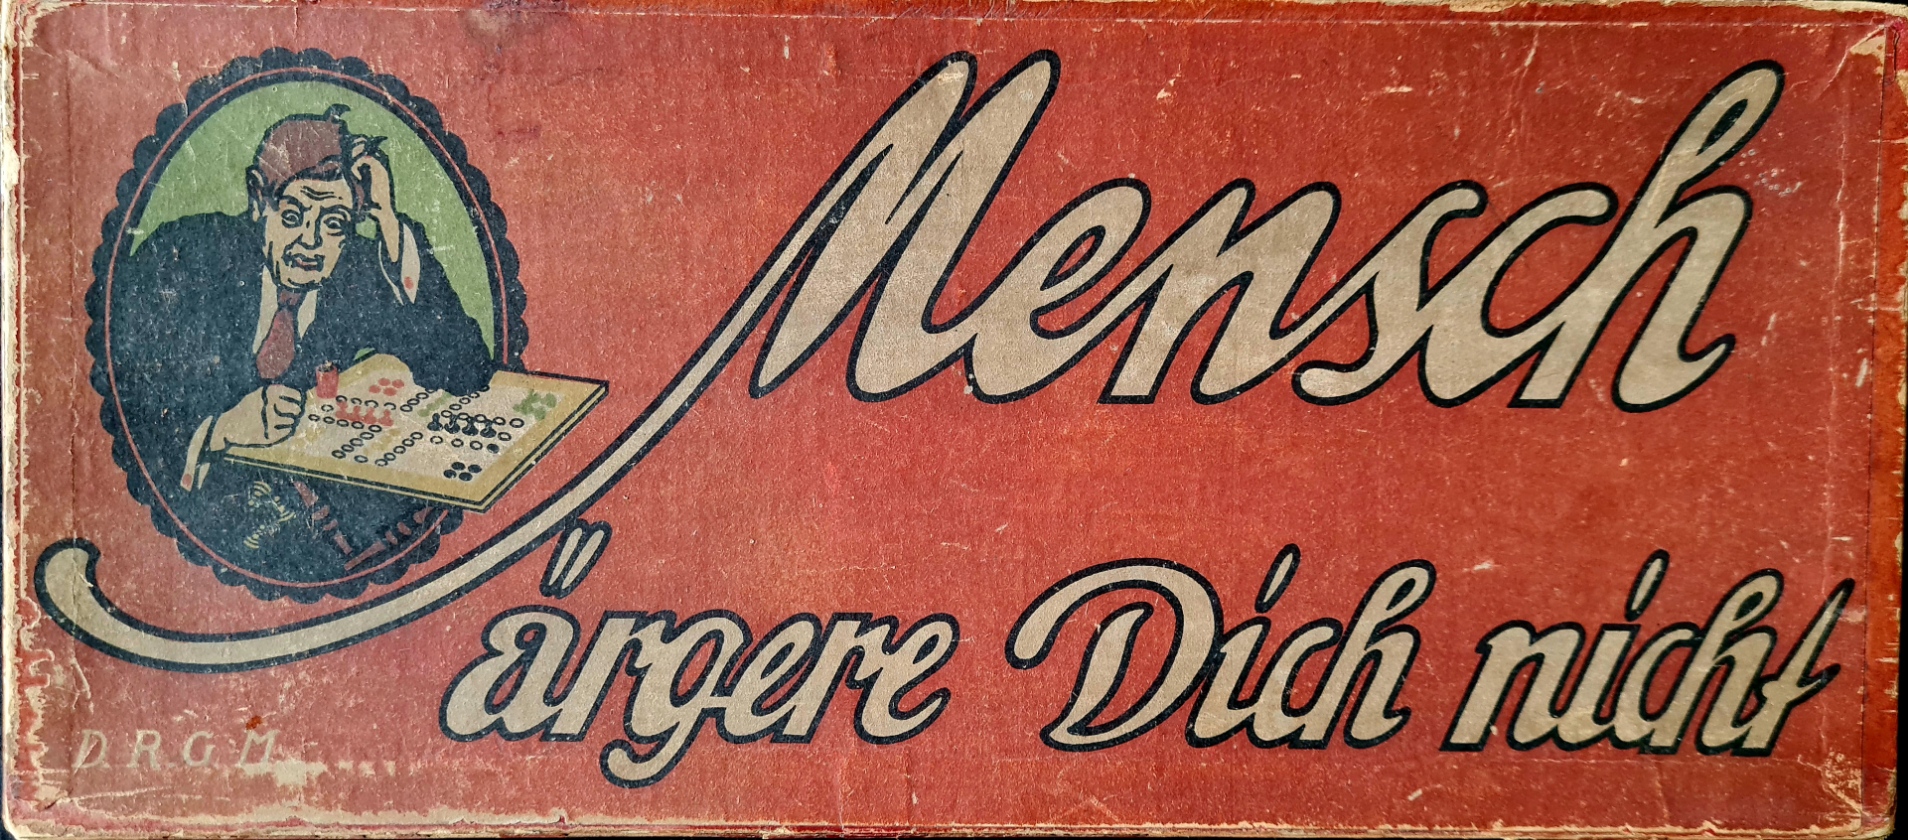 Mensch
ärgere Dich nicht
D.R.G.M.